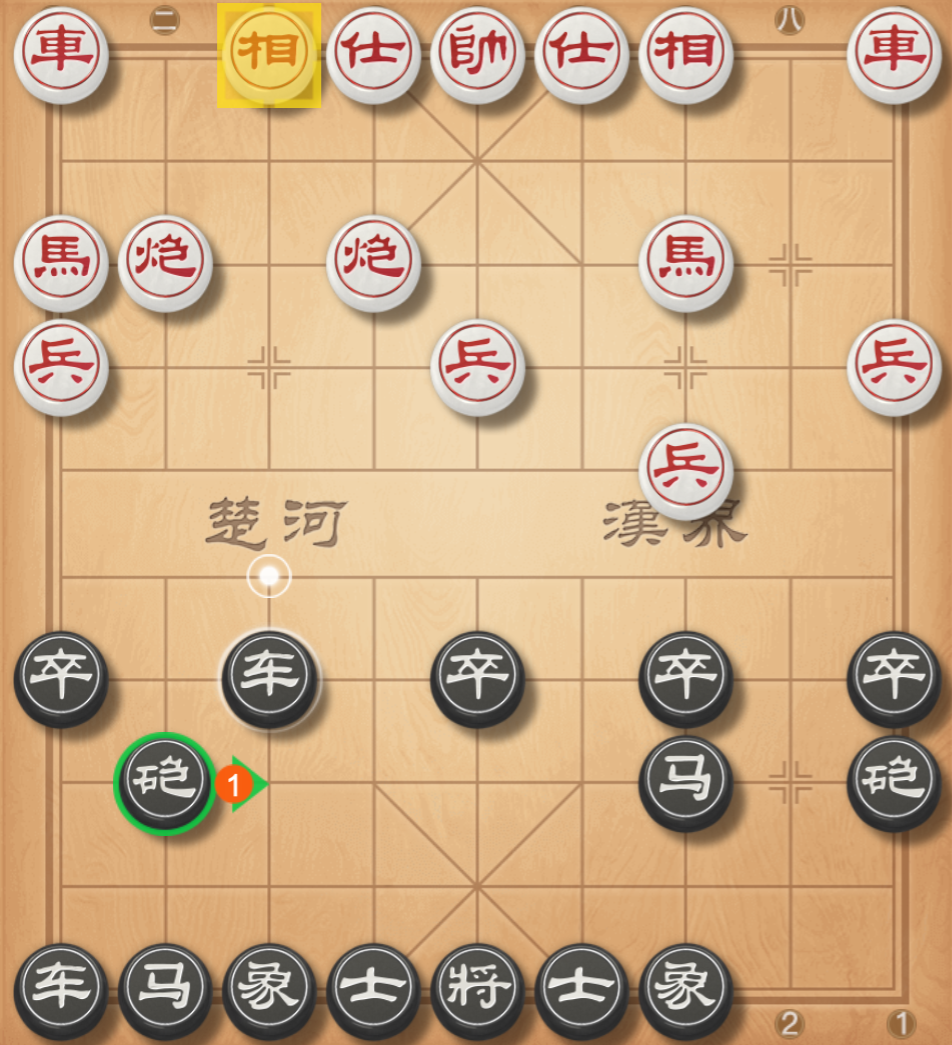 二 八
車 相 仕 帥 仕 相 車
馬 炮 炮 馬
兵 兵 兵
兵
楚河 漢界
卒 车 卒 卒 卒
砲 1 马 砲
车 马 象 士 将 士 象
2 1